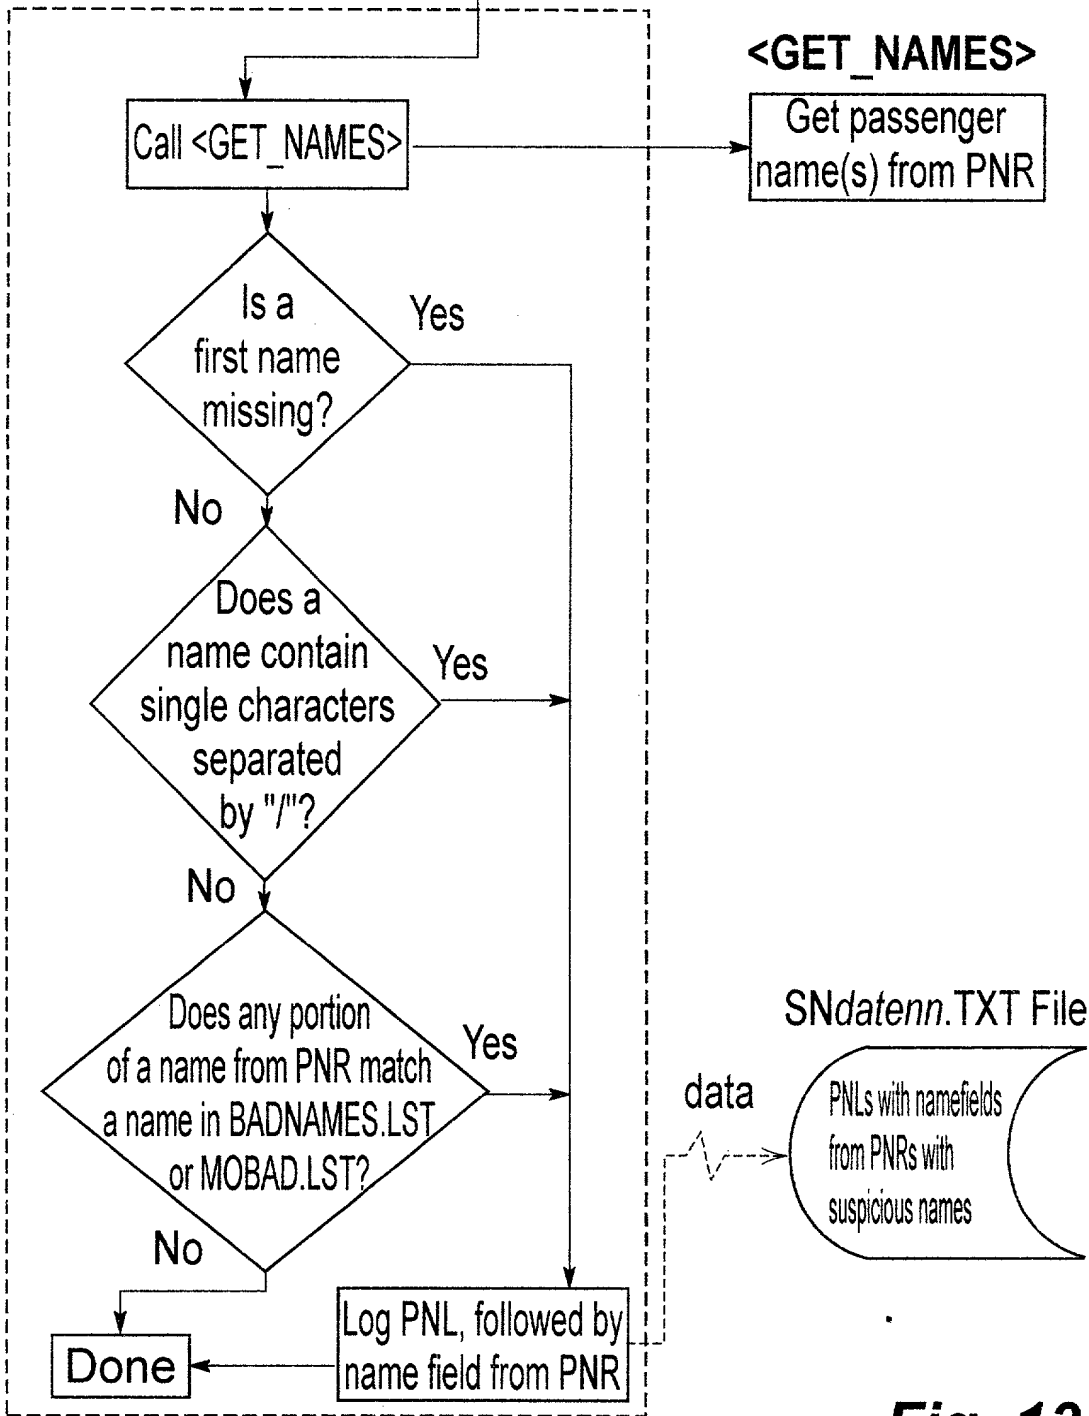 <GET_NAMES>
Call <GET_NAMES>
Get passenger
name(s) from PNR
Is a
first name
missing?
Yes
No
Does a
name contain
single characters
separated
by "/"?
Yes
No
Does any portion
of a name from PNR match
a name in BADNAMES.LST
or MOBAD.LST?
Yes
No
SNdatenn.TXT File
data
PNLs with namefields
from PNRs with
suspicious names
Log PNL, followed by
name field from PNR
Done